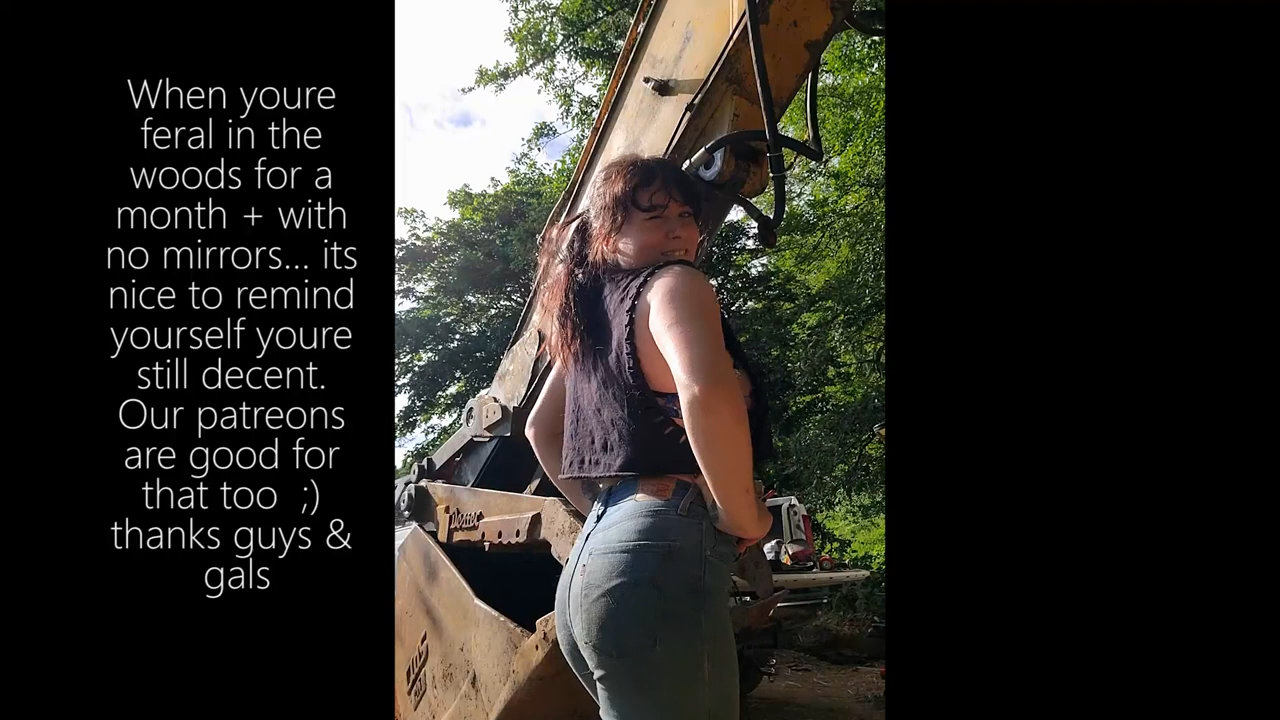 When youre
feral in the
woods for a
month + with
no mirrors... its
nice to remind
yourself youre
still decent.
Our patreons
are good for
that too ;)
thanks guys &
gals